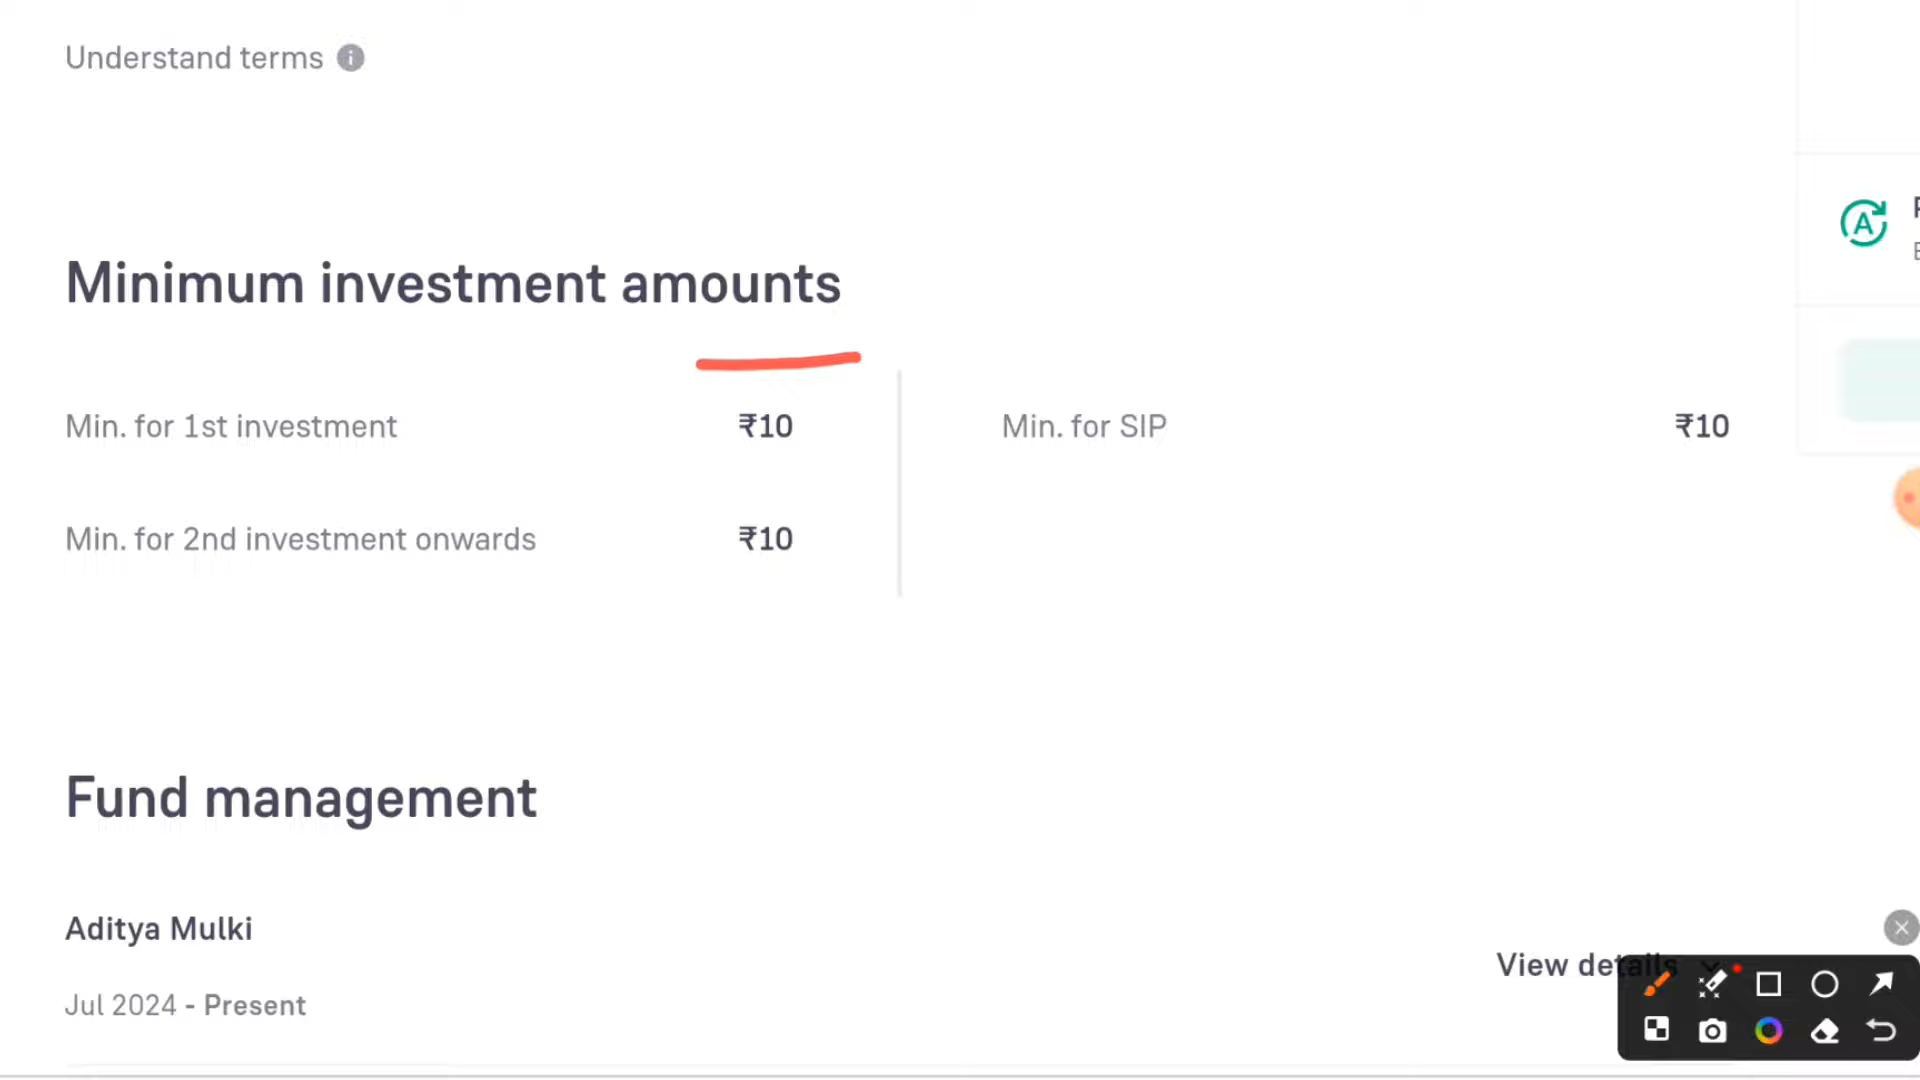 Understand terms
Minimum investment amounts
Min. for 1st investment ₹10
Min. for SIP ₹10
Min. for 2nd investment onwards ₹10
Fund management
Aditya Mulki
View details
Jul 2024 - Present